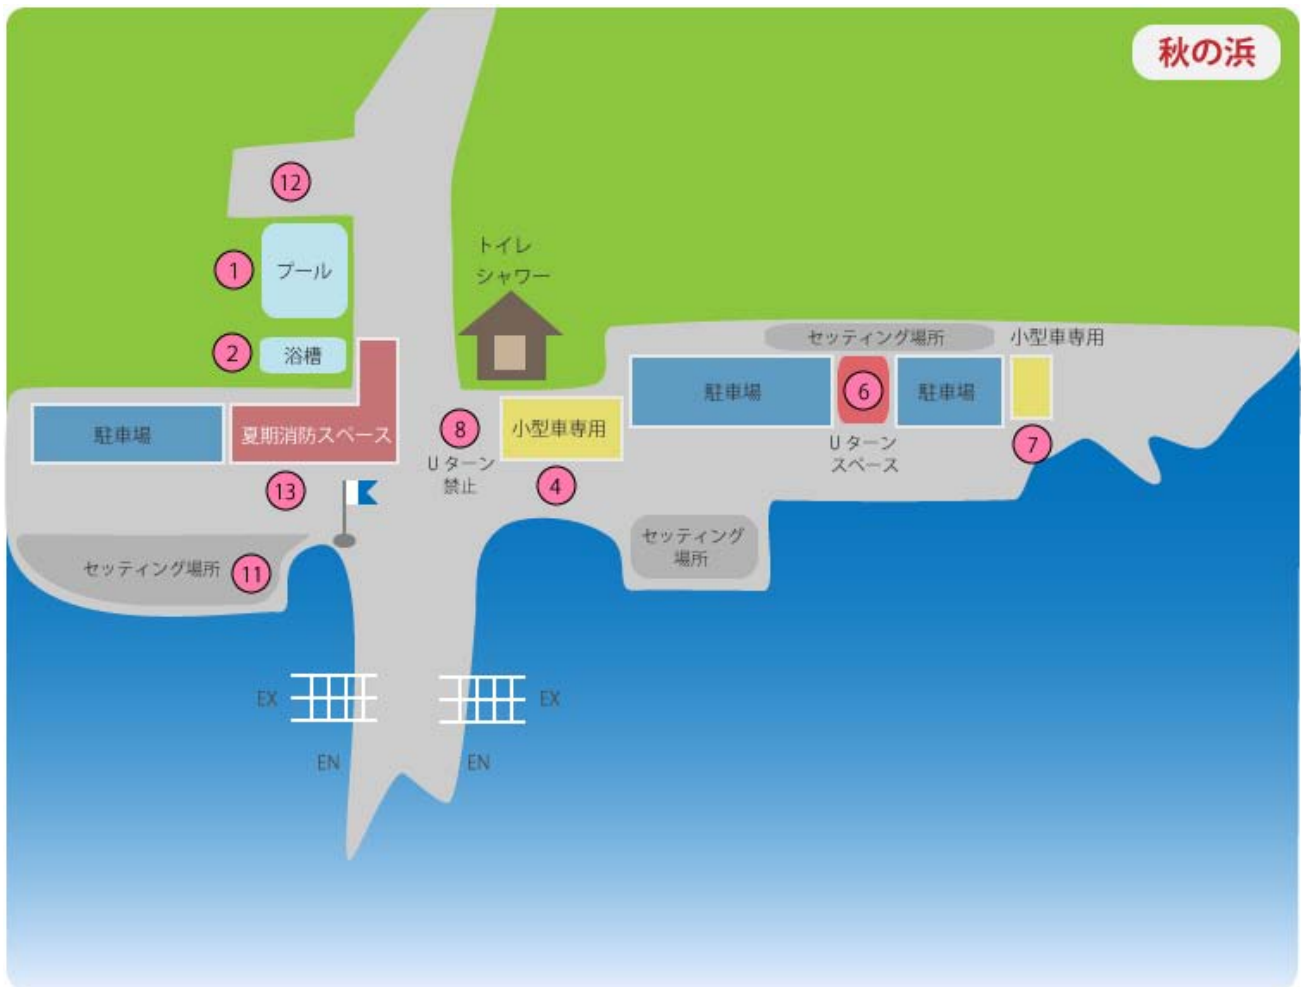 秋の浜
12
トイレ
シャワー
1
プール
2
浴槽
セッティング場所
小型車専用
駐車場
6
駐車場
Uターン
スペース
7
駐車場
夏期消防スペース
8
Uターン
禁止
小型車専用
4
13
セッティング
場所
セッティング場所
11
EX
EX
EN
EN